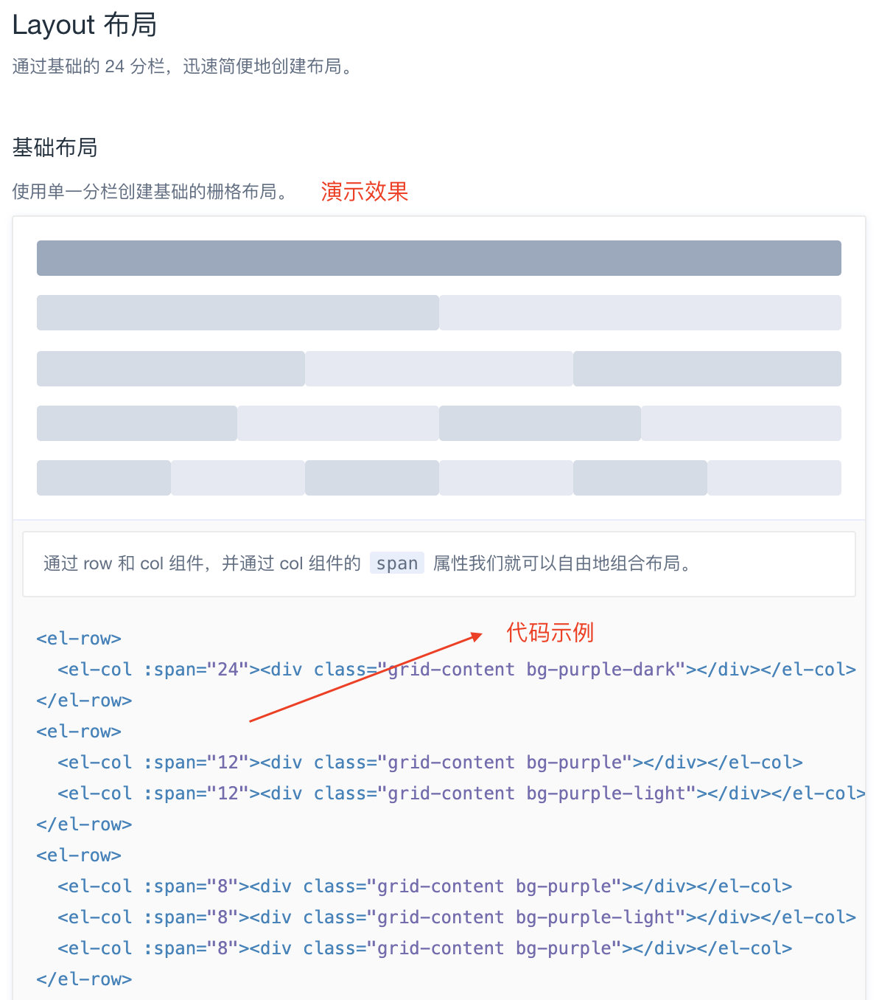 Layout 布局
通过基础的 24 分栏，迅速简便地创建布局。
基础布局
使用单一分栏创建基础的栅格布局。 演示效果
通过 row 和 col 组件，并通过 col 组件的 span 属性我们就可以自由地组合布局。
<el-row> 代码示例
  <el-col :span="24"><div class="grid-content bg-purple-dark"></div></el-col>
</el-row>
<el-row>
  <el-col :span="12"><div class="grid-content bg-purple"></div></el-col>
  <el-col :span="12"><div class="grid-content bg-purple-light"></div></el-col>
</el-row>
<el-row>
  <el-col :span="8"><div class="grid-content bg-purple"></div></el-col>
  <el-col :span="8"><div class="grid-content bg-purple-light"></div></el-col>
  <el-col :span="8"><div class="grid-content bg-purple"></div></el-col>
</el-row>